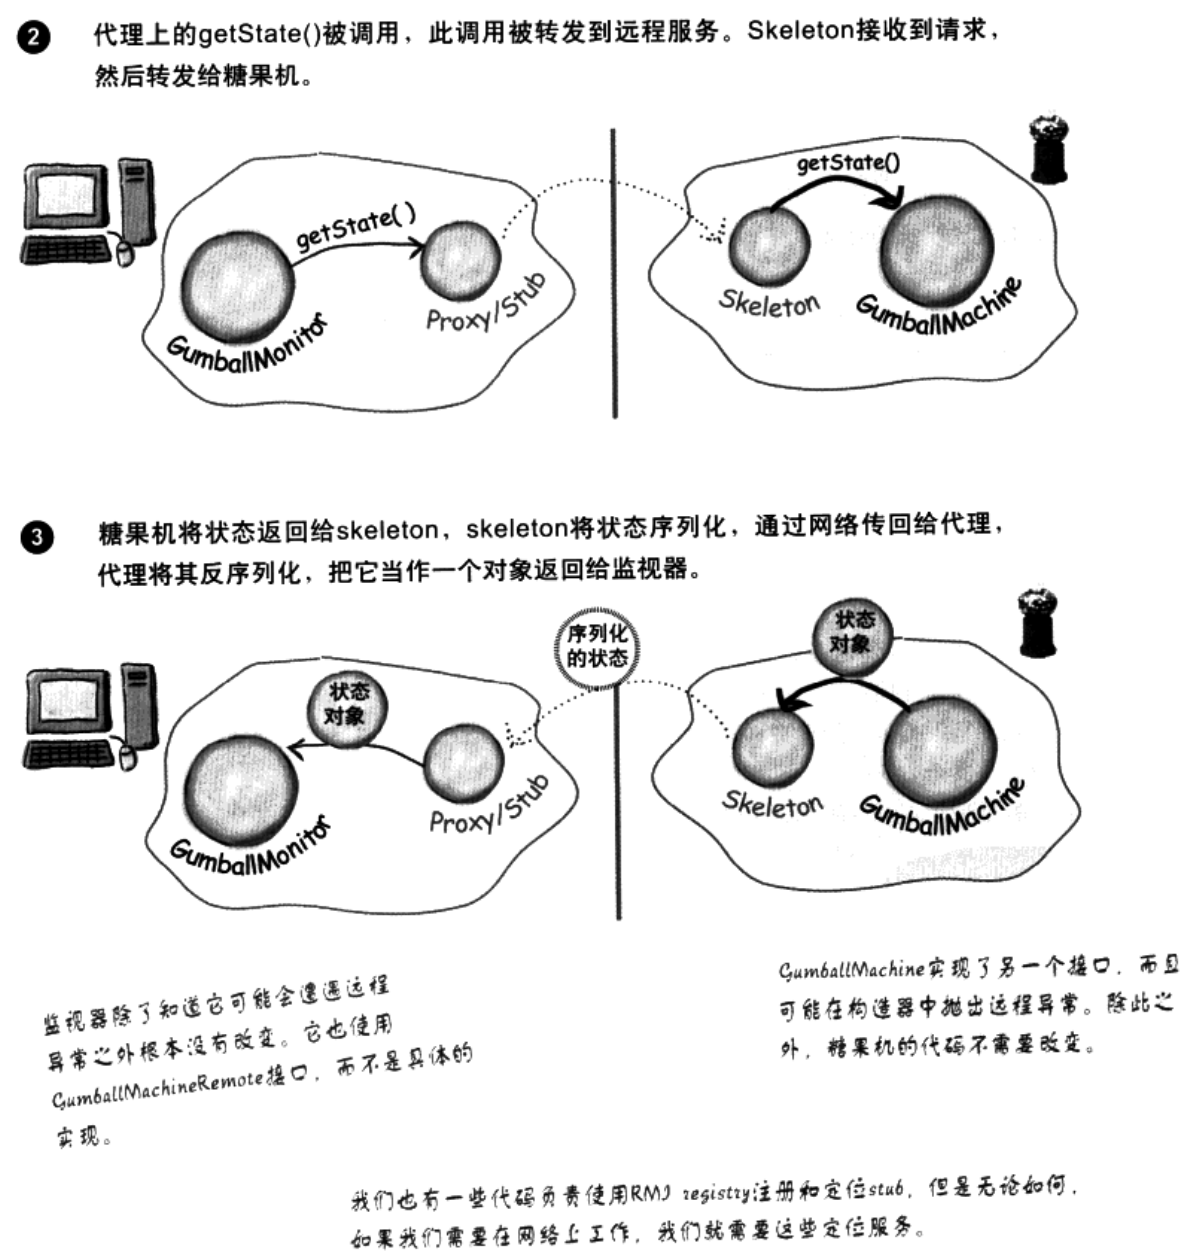 2 代理上的getState()被调用，此调用被转发到远程服务。Skeleton接收到请求，
然后转发给糖果机。
getState()
getState( )
Proxy/Stub
GumballMonitor
Skeleton
GumballMachine
3 糖果机将状态返回给skeleton，skeleton将状态序列化，通过网络传回给代理，
代理将其反序列化，把它当作一个对象返回给监视器。
序列化
的状态
状态
对象
状态
对象
Proxy/Stub
GumballMonitor
Skeleton
GumballMachine
监视器除了知道它可能会遭遇远程
异常之外根本没有改变。它也使用
GumballMachineRemote接口，而不是具体的
实现。
GumballMachine实现了另一个接口，而且
可能在构造器中抛出远程异常。除此之
外，糖果机的代码不需要改变。
我们也有一些代码负责使用RMI registry注册和定位stub，但是无论如何，
如果我们需要在网络上工作，我们就需要这些定位服务。